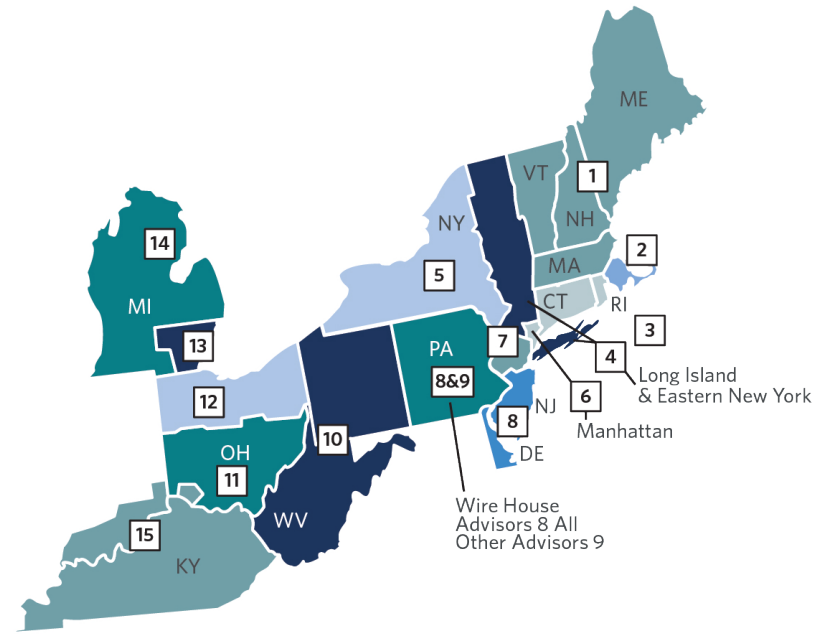 ME
VT
1
NH
NY
14
2
MA
5
CT
RI
MI
3
13
7
4
PA
Long Island
& Eastern New York
8&9
6
12
NJ
8
Manhattan
10
OH
DE
11
Wire House
Advisors 8 All
Other Advisors 9
WV
15
KY